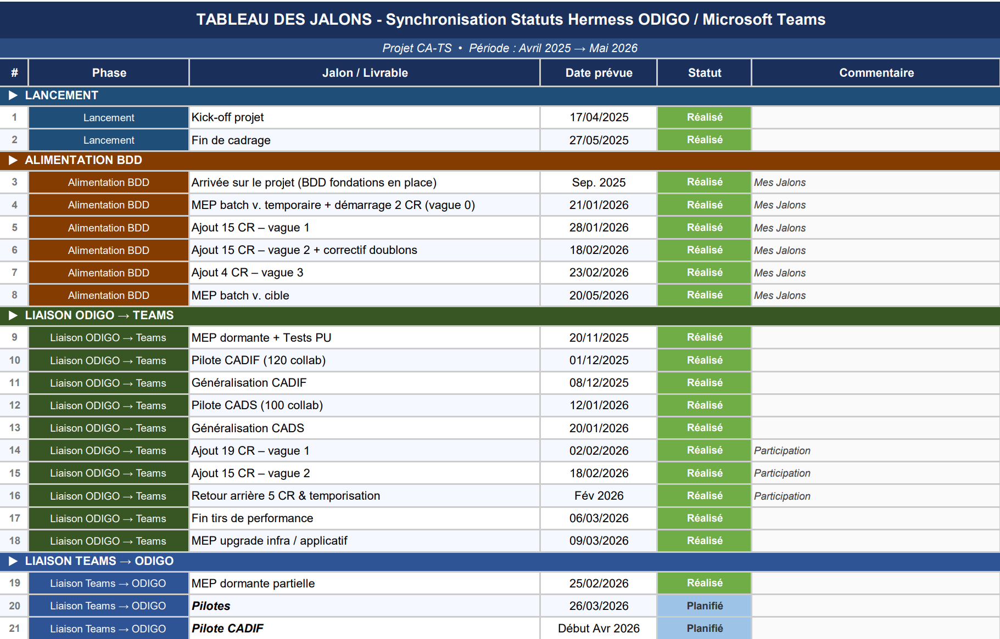 TABLEAU DES JALONS - Synchronisation Statuts Hermess ODIGO / Microsoft Teams
Projet CA-TS • Période : Avril 2025 → Mai 2026
# Phase Jalon / Livrable Date prévue Statut Commentaire
▶ LANCEMENT
1 Lancement Kick-off projet 17/04/2025 Réalisé
2 Lancement Fin de cadrage 27/05/2025 Réalisé
▶ ALIMENTATION BDD
3 Alimentation BDD Arrivée sur le projet (BDD fondations en place) Sep. 2025 Réalisé Mes Jalons
4 Alimentation BDD MEP batch v. temporaire + démarrage 2 CR (vague 0) 21/01/2026 Réalisé Mes Jalons
5 Alimentation BDD Ajout 15 CR – vague 1 28/01/2026 Réalisé Mes Jalons
6 Alimentation BDD Ajout 15 CR – vague 2 + correctif doublons 18/02/2026 Réalisé Mes Jalons
7 Alimentation BDD Ajout 4 CR – vague 3 23/02/2026 Réalisé Mes Jalons
8 Alimentation BDD MEP batch v. cible 20/05/2026 Réalisé Mes Jalons
▶ LIAISON ODIGO → TEAMS
9 Liaison ODIGO → Teams MEP dormante + Tests PU 20/11/2025 Réalisé
10 Liaison ODIGO → Teams Pilote CADIF (120 collab) 01/12/2025 Réalisé
11 Liaison ODIGO → Teams Généralisation CADIF 08/12/2025 Réalisé
12 Liaison ODIGO → Teams Pilote CADS (100 collab) 12/01/2026 Réalisé
13 Liaison ODIGO → Teams Généralisation CADS 20/01/2026 Réalisé
14 Liaison ODIGO → Teams Ajout 19 CR – vague 1 02/02/2026 Réalisé Participation
15 Liaison ODIGO → Teams Ajout 15 CR – vague 2 18/02/2026 Réalisé Participation
16 Liaison ODIGO → Teams Retour arrière 5 CR & temporisation Fév 2026 Réalisé Participation
17 Liaison ODIGO → Teams Fin tirs de performance 06/03/2026 Réalisé
18 Liaison ODIGO → Teams MEP upgrade infra / applicatif 09/03/2026 Réalisé
▶ LIAISON TEAMS → ODIGO
19 Liaison Teams → ODIGO MEP dormante partielle 25/02/2026 Réalisé
20 Liaison Teams → ODIGO Pilotes 26/03/2026 Planifié
21 Liaison Teams → ODIGO Pilote CADIF Début Avr 2026 Planifié